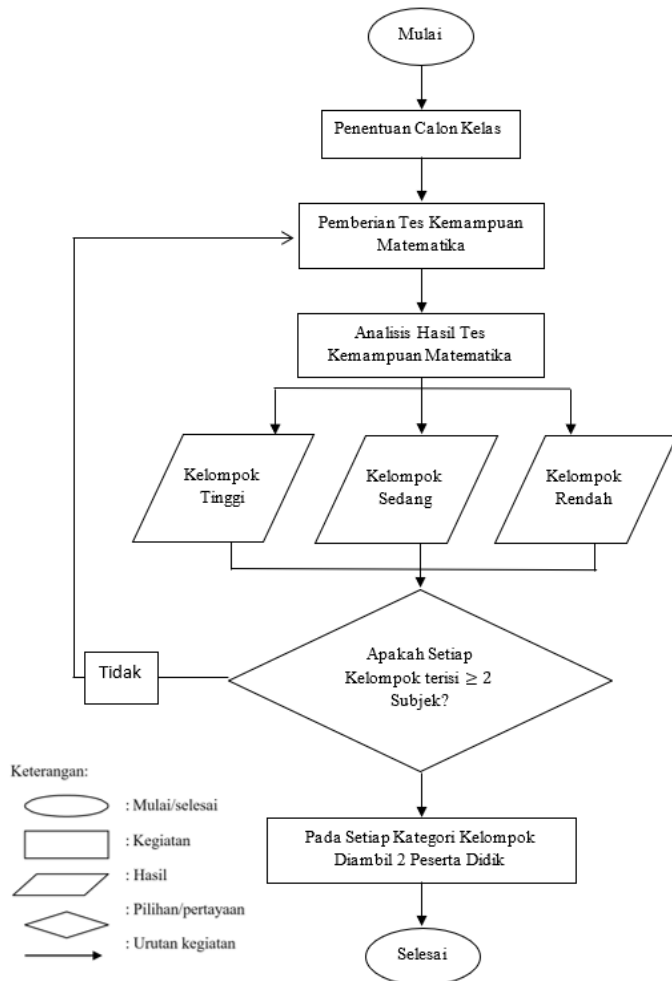 Mulai
Penentuan Calon Kelas
Pemberian Tes Kemampuan
Matematika
Analisis Hasil Tes
Kemampuan Matematika
Kelompok
Tinggi
Kelompok
Sedang
Kelompok
Rendah
Apakah Setiap
Kelompok terisi ≥ 2
Subjek?
Tidak
Pada Setiap Kategori Kelompok
Diambil 2 Peserta Didik
Selesai
Keterangan:
: Mulai/selesai
: Kegiatan
: Hasil
: Pilihan/pertayaan
: Urutan kegiatan